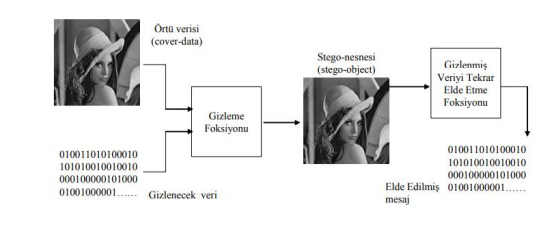 Örtü verisi
(cover-data)
Stego-nesnesi
(stego-object)
Gizlenmiş
Veriyi Tekrar
Elde Etme
Foksiyonu
Gizleme
Foksiyonu
010011010100010
101010010010010
000100000101000
01001000001……
Gizlenecek veri
010011010100010
101010010010010
000100000101000
01001000001……
Elde Edilmiş
mesaj